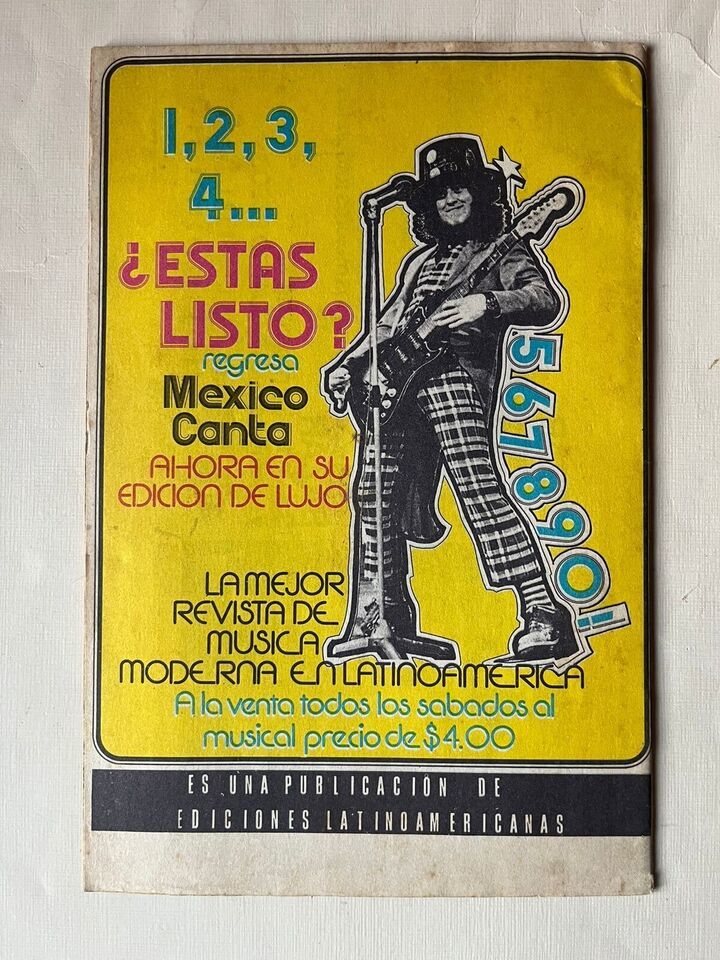 1, 2, 3,
4...
¿ESTAS
LISTO?
regresa
Mexico
Canta
AHORA EN SU
EDICION DE LUJO
567890!!
LA MEJOR
REVISTA DE
MUSICA
MODERNA EN LATINOAMERICA
A la venta todos los sabados al
musical precio de $4.00
ES UNA PUBLICACIÓN DE
EDICIONES LATINOAMERICANAS